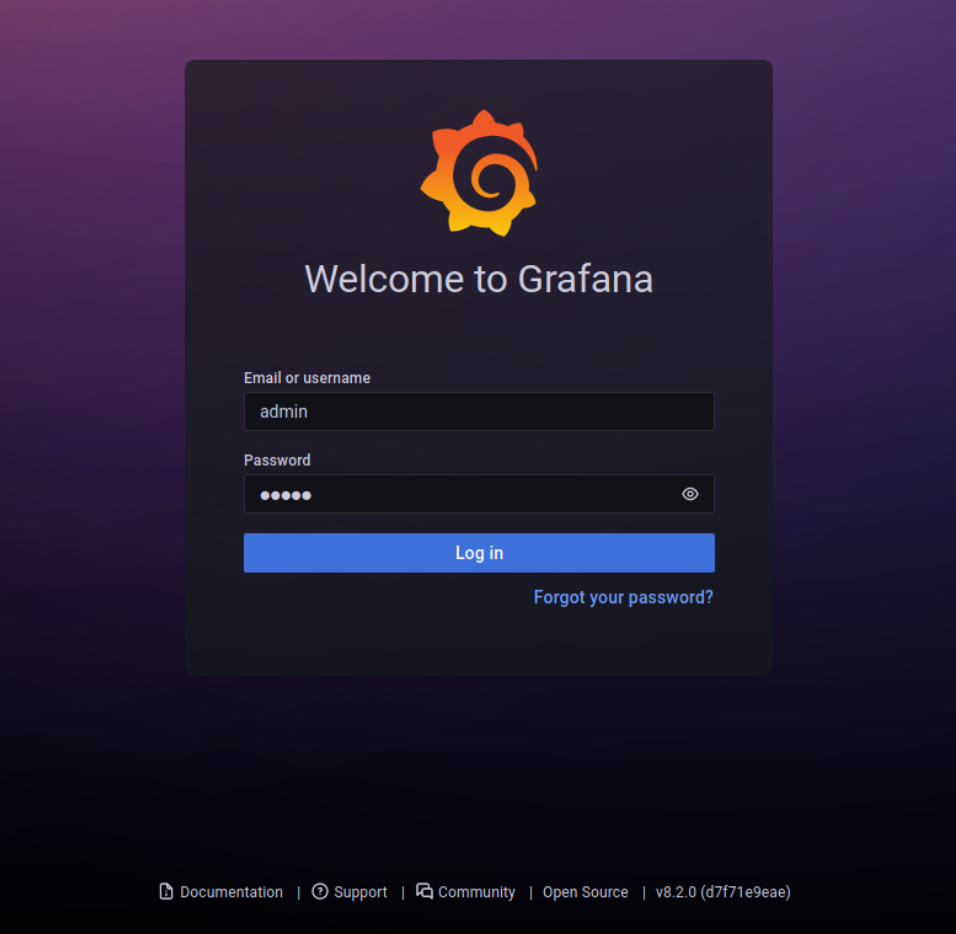 Welcome to Grafana
Email or username
admin
Password
●●●●●
Log in
Forgot your password?
Documentation | Support | Community | Open Source | v8.2.0 (d7f71e9eae)